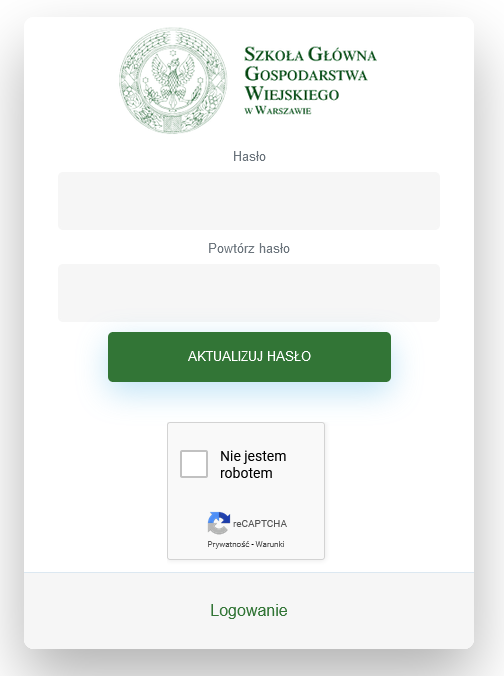 Szkoła Główna
Gospodarstwa
Wiejskiego
w Warszawie
Hasło
Powtórz hasło
AKTUALIZUJ HASŁO
Nie jestem
robotem
reCAPTCHA
Prywatność - Warunki
Logowanie